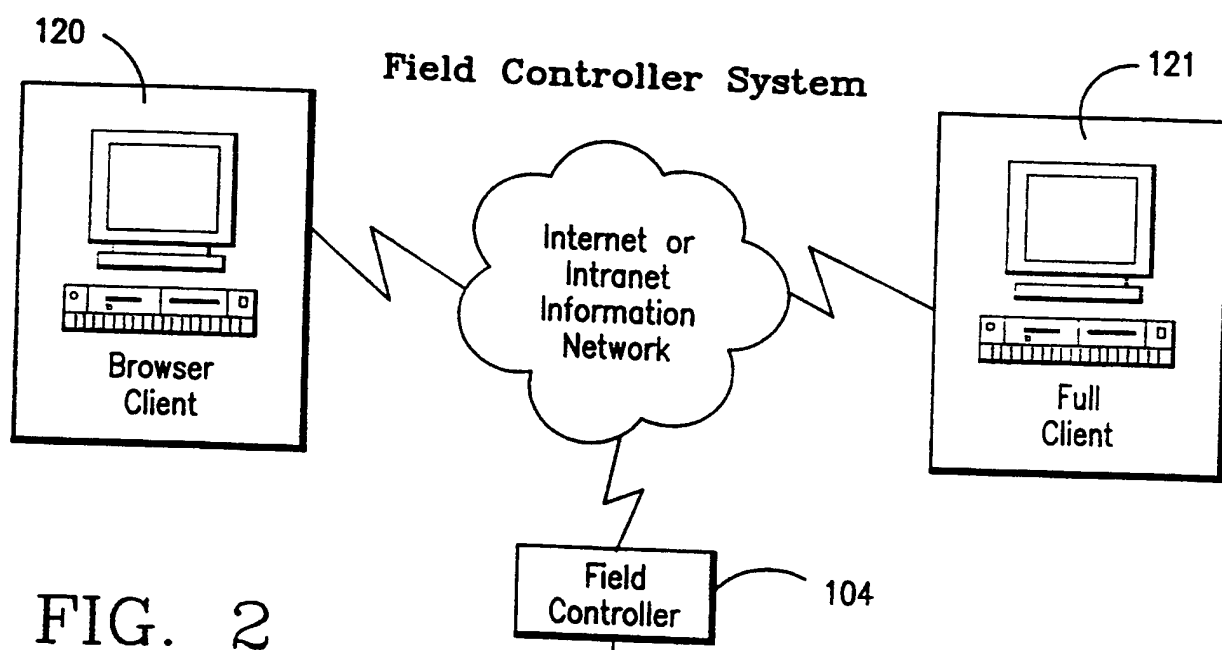 120
Field Controller System
121
Internet or
Intranet
Information
Network
Browser
Client
Full
Client
Field
Controller
104
FIG. 2